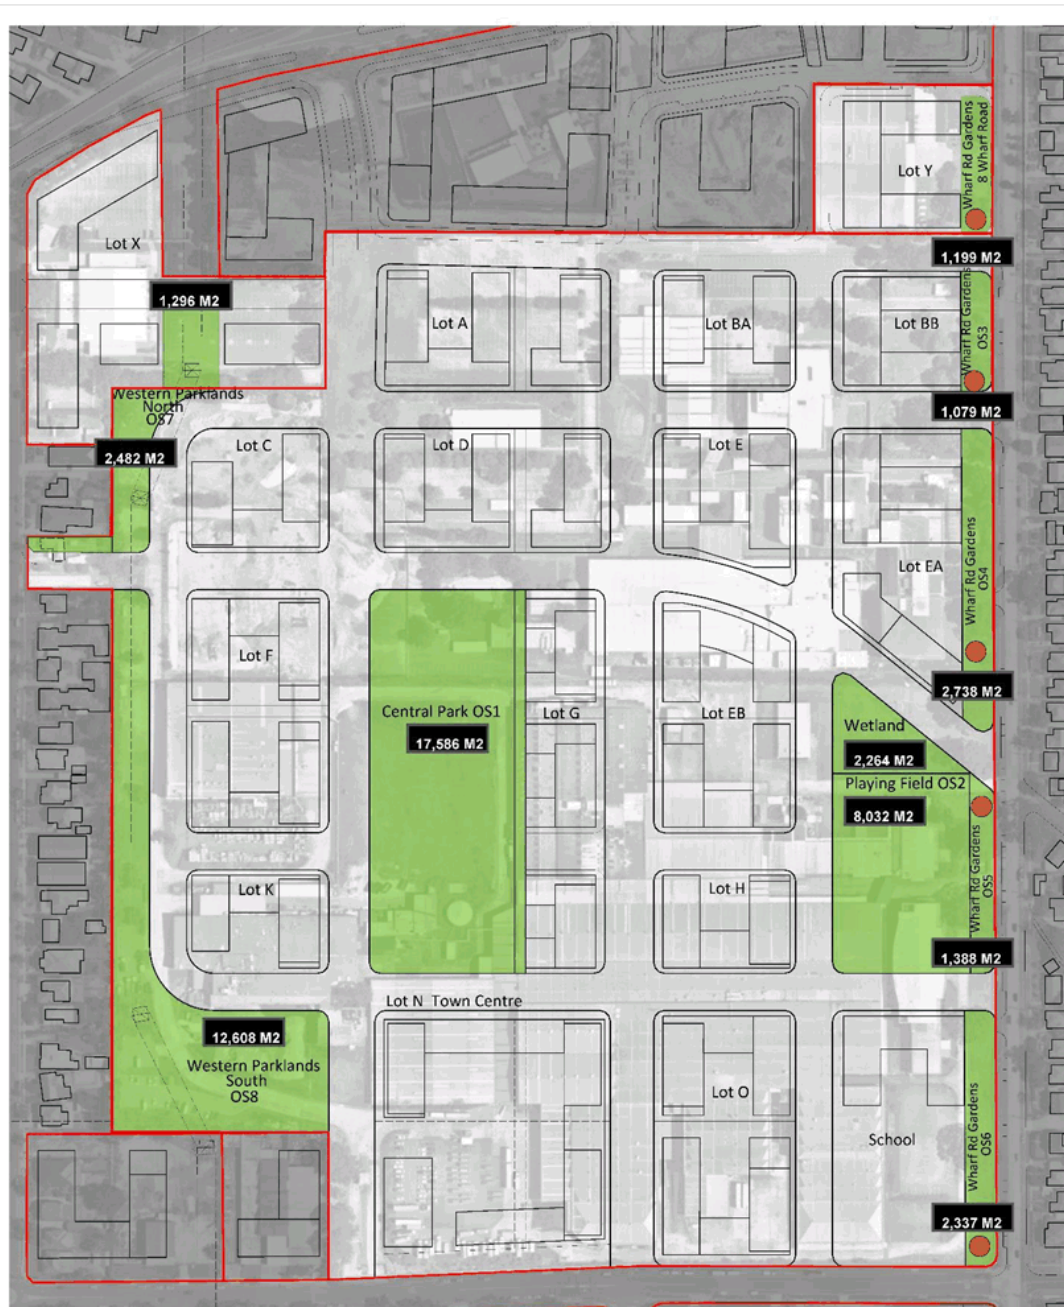 Wharf Rd Gardens
8 Wharf Road
Lot Y
Lot X
1,199 M2
1,296 M2
Lot A
Lot BA
Lot BB
Wharf Rd Gardens
OS3
Western Parklands
North
OS7
1,079 M2
2,482 M2
Lot C
Lot D
Lot E
Lot EA
Wharf Rd Gardens
OS4
Lot F
2,738 M2
Central Park OS1
17,586 M2
Lot G
Lot EB
Wetland
2,264 M2
Playing Field OS2
8,032 M2
Wharf Rd Gardens
OS5
Lot K
Lot H
1,388 M2
Lot N Town Centre
12,608 M2
Western Parklands
South
OS8
Lot O
School
Wharf Rd Gardens
OS6
2,337 M2